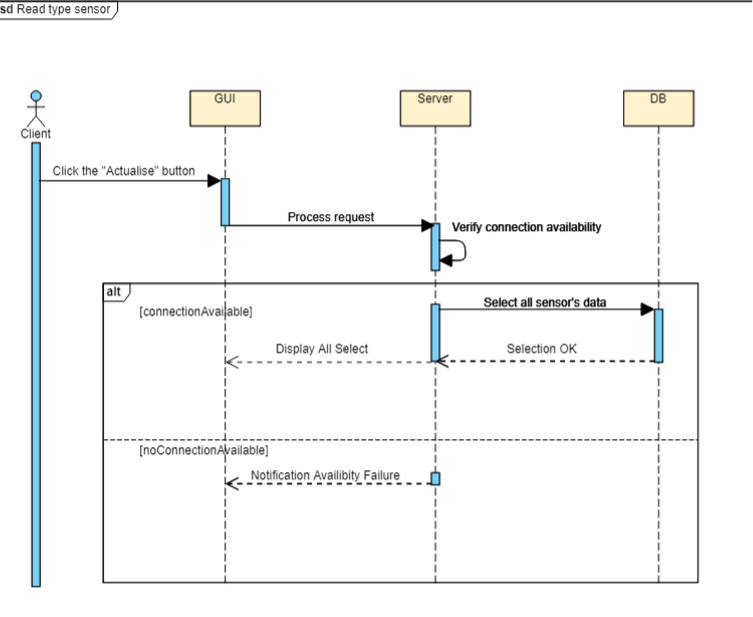 sd Read type sensor
GUI
Server
DB
Client
Click the "Actualise" button
Process request
Verify connection availability
alt
[connectionAvailable]
Select all sensor's data
Display All Select
Selection OK
[noConnectionAvailable]
Notification Availibity Failure